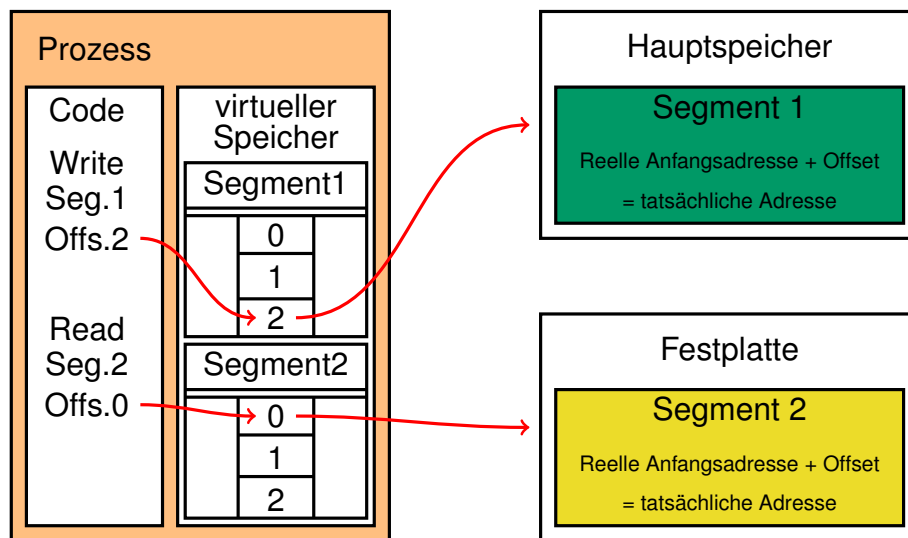 Prozess
Code
Write
Seg.1
Offs.2
Read
Seg.2
Offs.0
virtueller
Speicher
Segment1
0
1
2
Segment2
0
1
2
Hauptspeicher
Segment 1
Reelle Anfangsadresse + Offset
= tatsächliche Adresse
Festplatte
Segment 2
Reelle Anfangsadresse + Offset
= tatsächliche Adresse